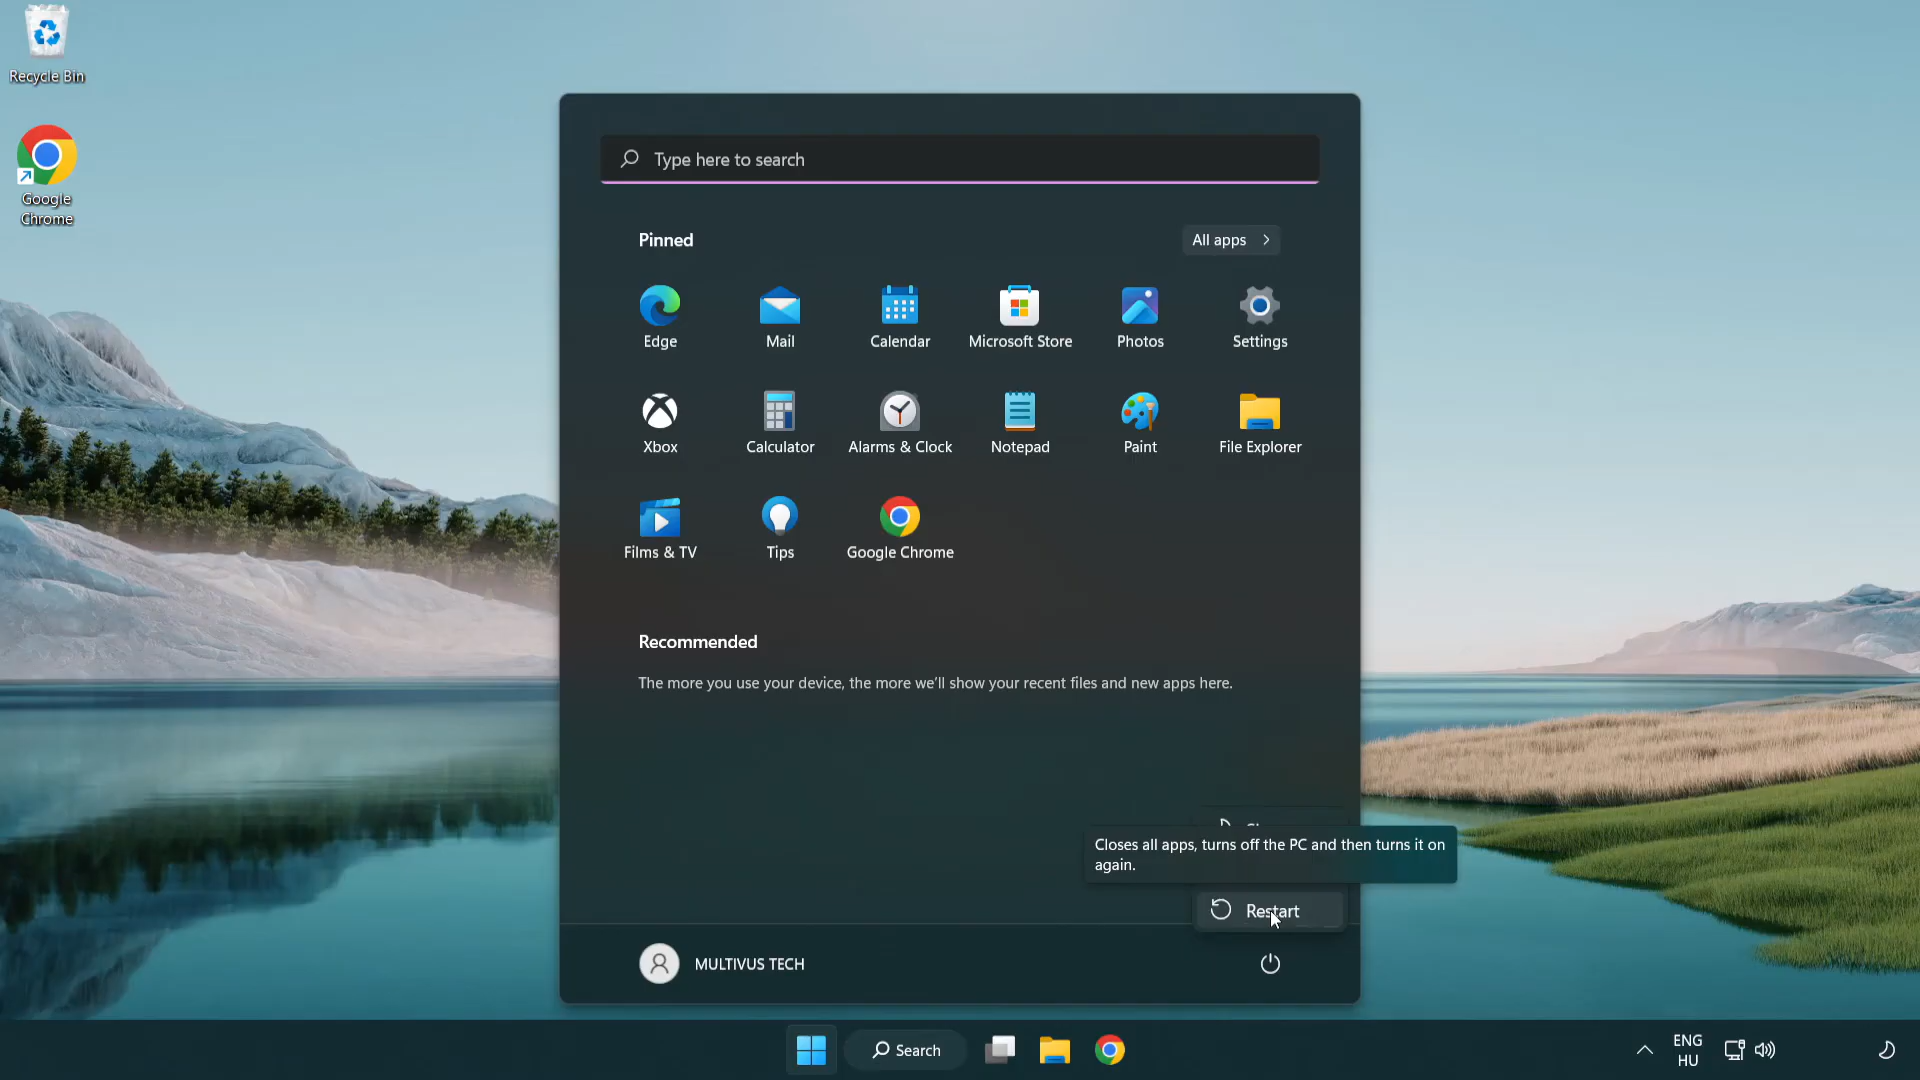 Recycle Bin
Google
Chrome
Type here to search
Pinned
All apps
Edge
Mail
Calendar
Microsoft Store
Photos
Settings
Xbox
Calculator
Alarms & Clock
Notepad
Paint
File Explorer
Films & TV
Tips
Google Chrome
Recommended
The more you use your device, the more we'll show your recent files and new apps here.
Closes all apps, turns off the PC and then turns it on
again.
Restart
MULTIVUS TECH
Search
ENG
HU